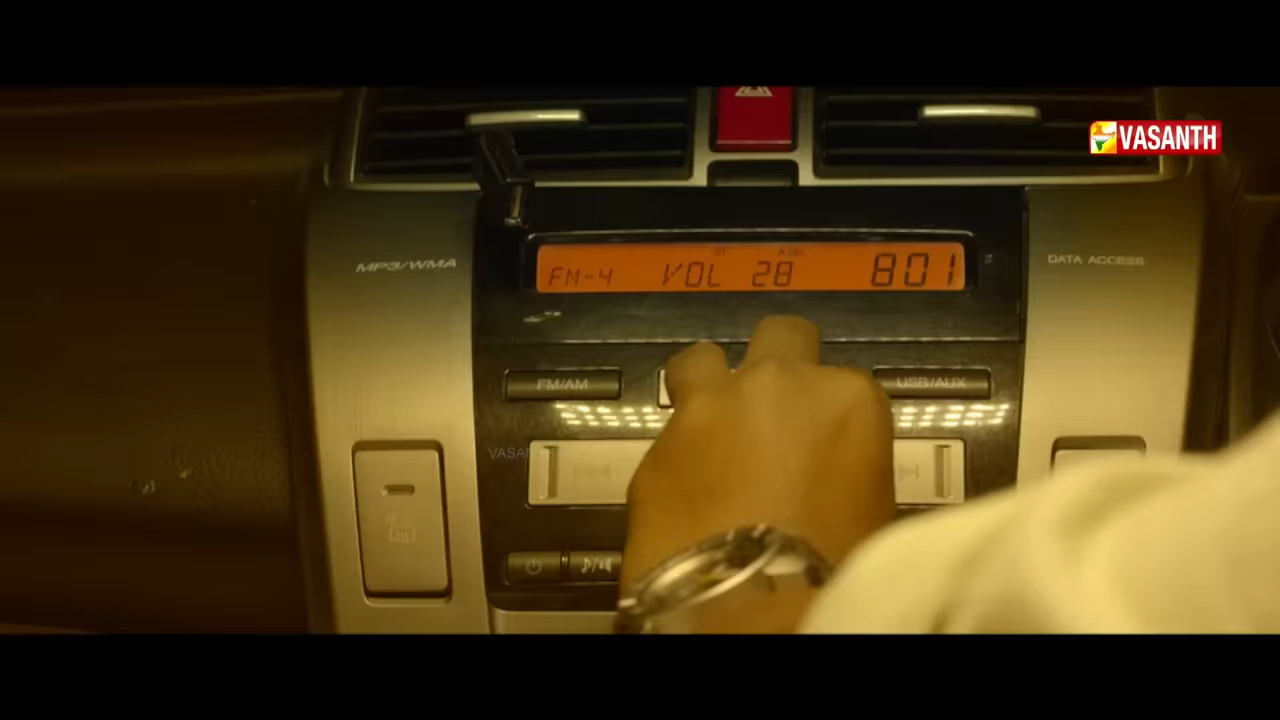 VASANTH
MP3/WMA
FM-4 VOL 28 801
DATA ACCESS
FM/AM
USB/AUX